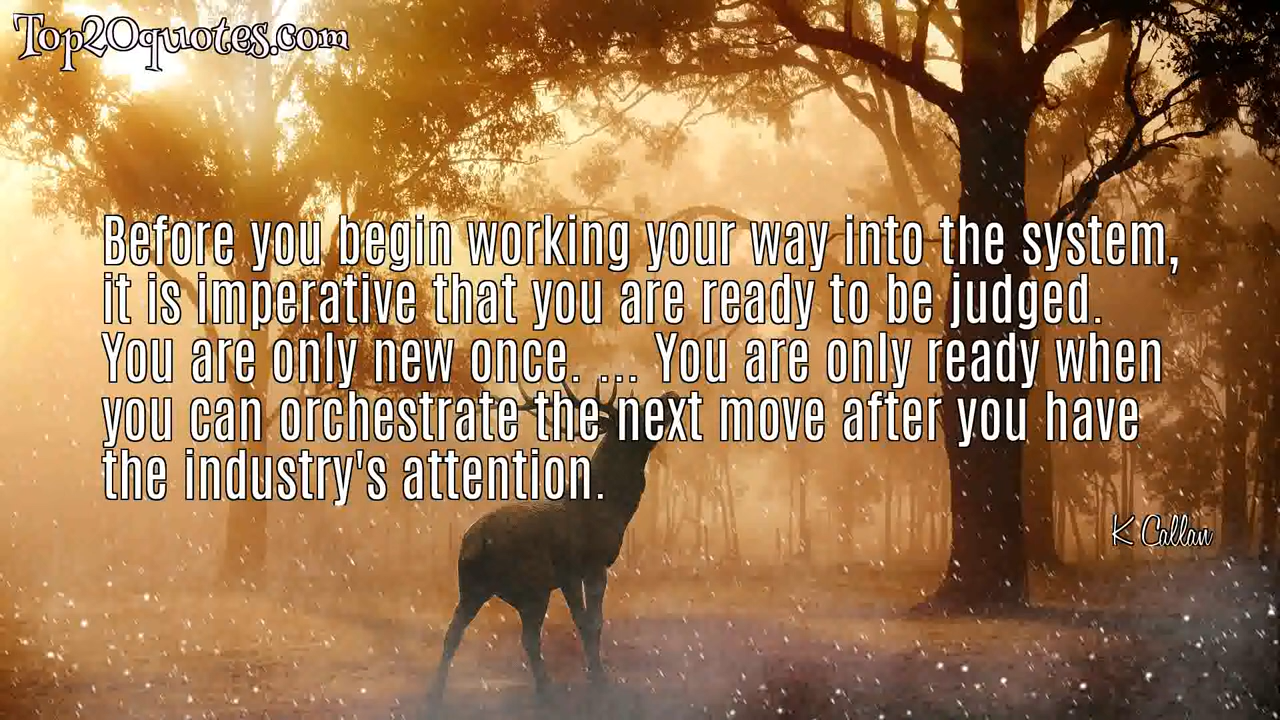 Top20quotes.com
Before you begin working your way into the system,
it is imperative that you are ready to be judged.
You are only new once. ... You are only ready when
you can orchestrate the next move after you have
the industry's attention.
K Callan